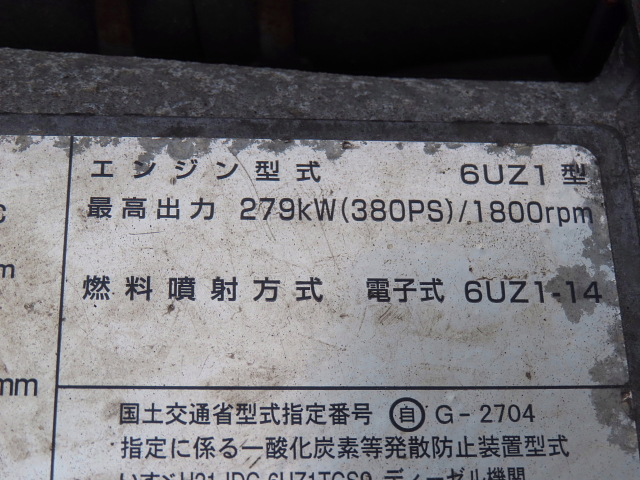 エンジン型式 6UZ1型
最高出力 279kW(380PS)/1800rpm
m
燃料噴射方式 電子式 6UZ1-14
mm
国土交通省型式指定番号 自 G-2704
指定に係る一酸化炭素等発散防止装置型式